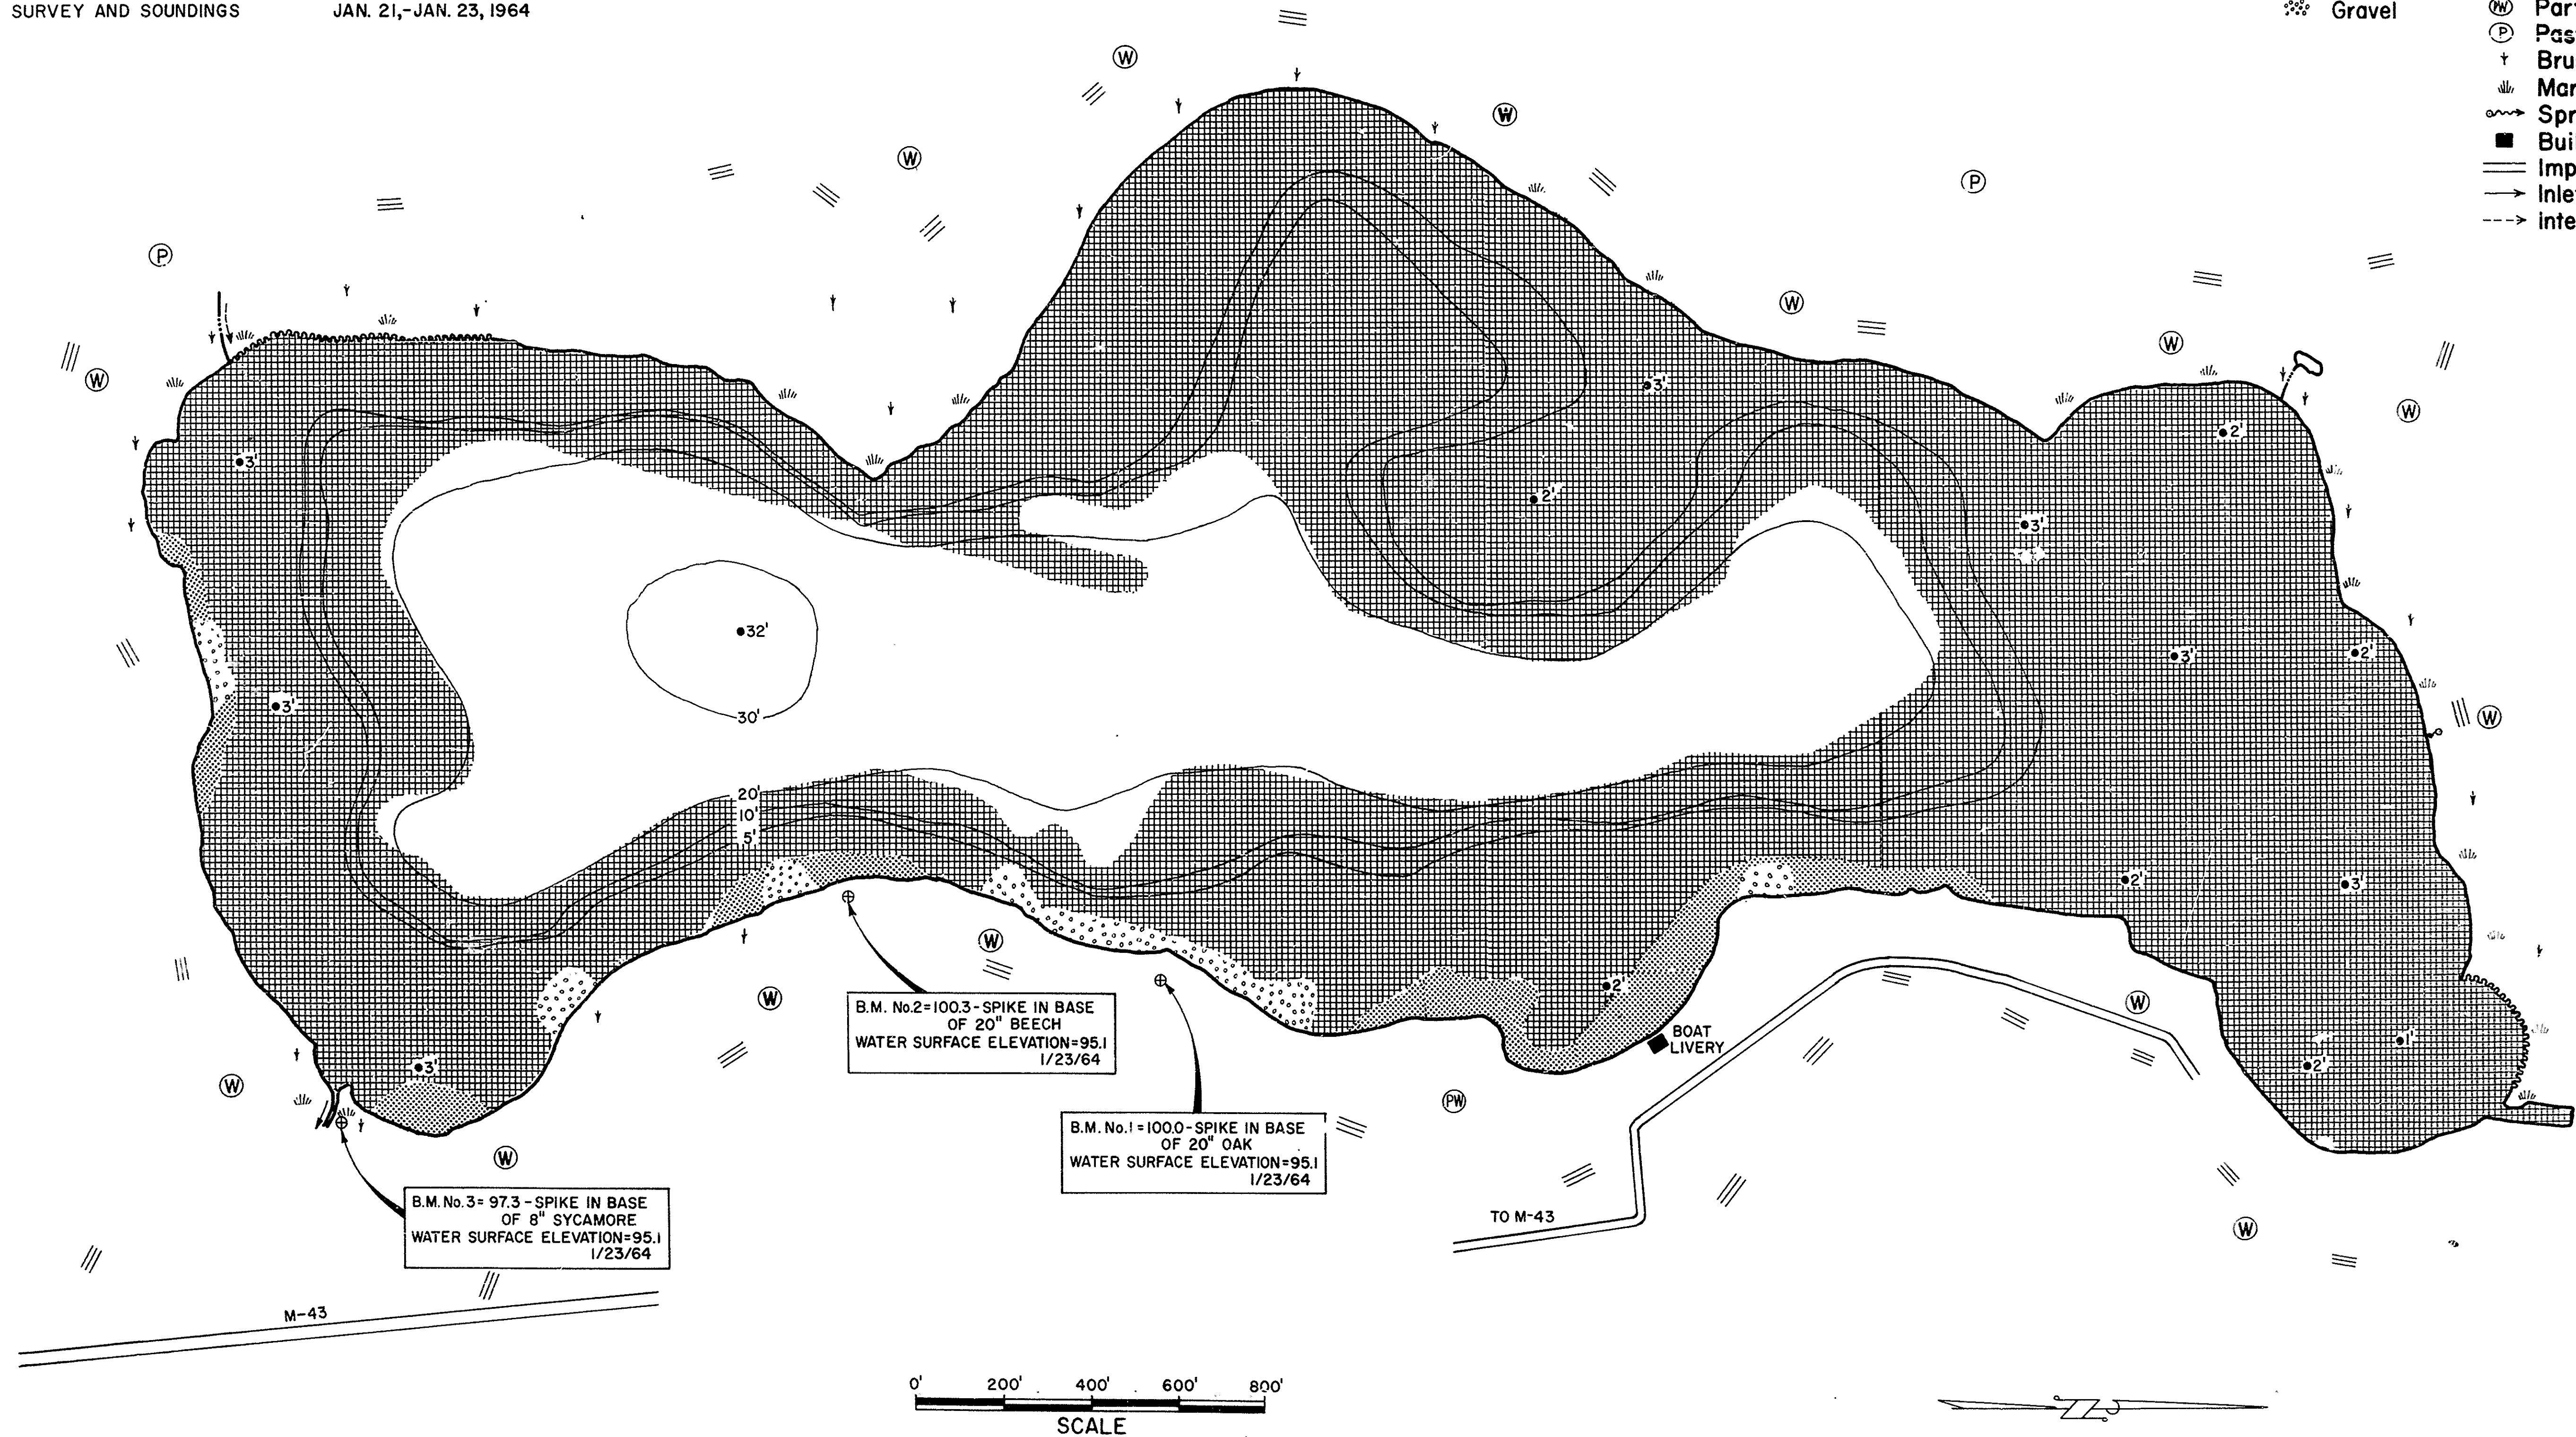 SURVEY AND SOUNDINGS JAN. 21,-JAN. 23, 1964
Gravel
PW Par
P Pas
Bru
Mar
Spr
Bui
Imp
Inle
inte
W
W
W
W
P
P
W
W
W
W
W
3'
3'
2'
3'
2'
3'
32'
3'
2'
3'
30'
W
20'
10'
5'
2'
3'
W
W
W
2'
B.M. No.2=100.3-SPIKE IN BASE
OF 20" BEECH
WATER SURFACE ELEVATION=95.1
1/23/64
BOAT
LIVERY
1'
2'
3'
W
PW
B.M. No.1=100.0-SPIKE IN BASE
OF 20" OAK
WATER SURFACE ELEVATION=95.1
1/23/64
W
B.M. No.3= 97.3-SPIKE IN BASE
OF 8" SYCAMORE
WATER SURFACE ELEVATION=95.1
1/23/64
TO M-43
W
M-43
0' 200' 400' 600' 800'
SCALE
N